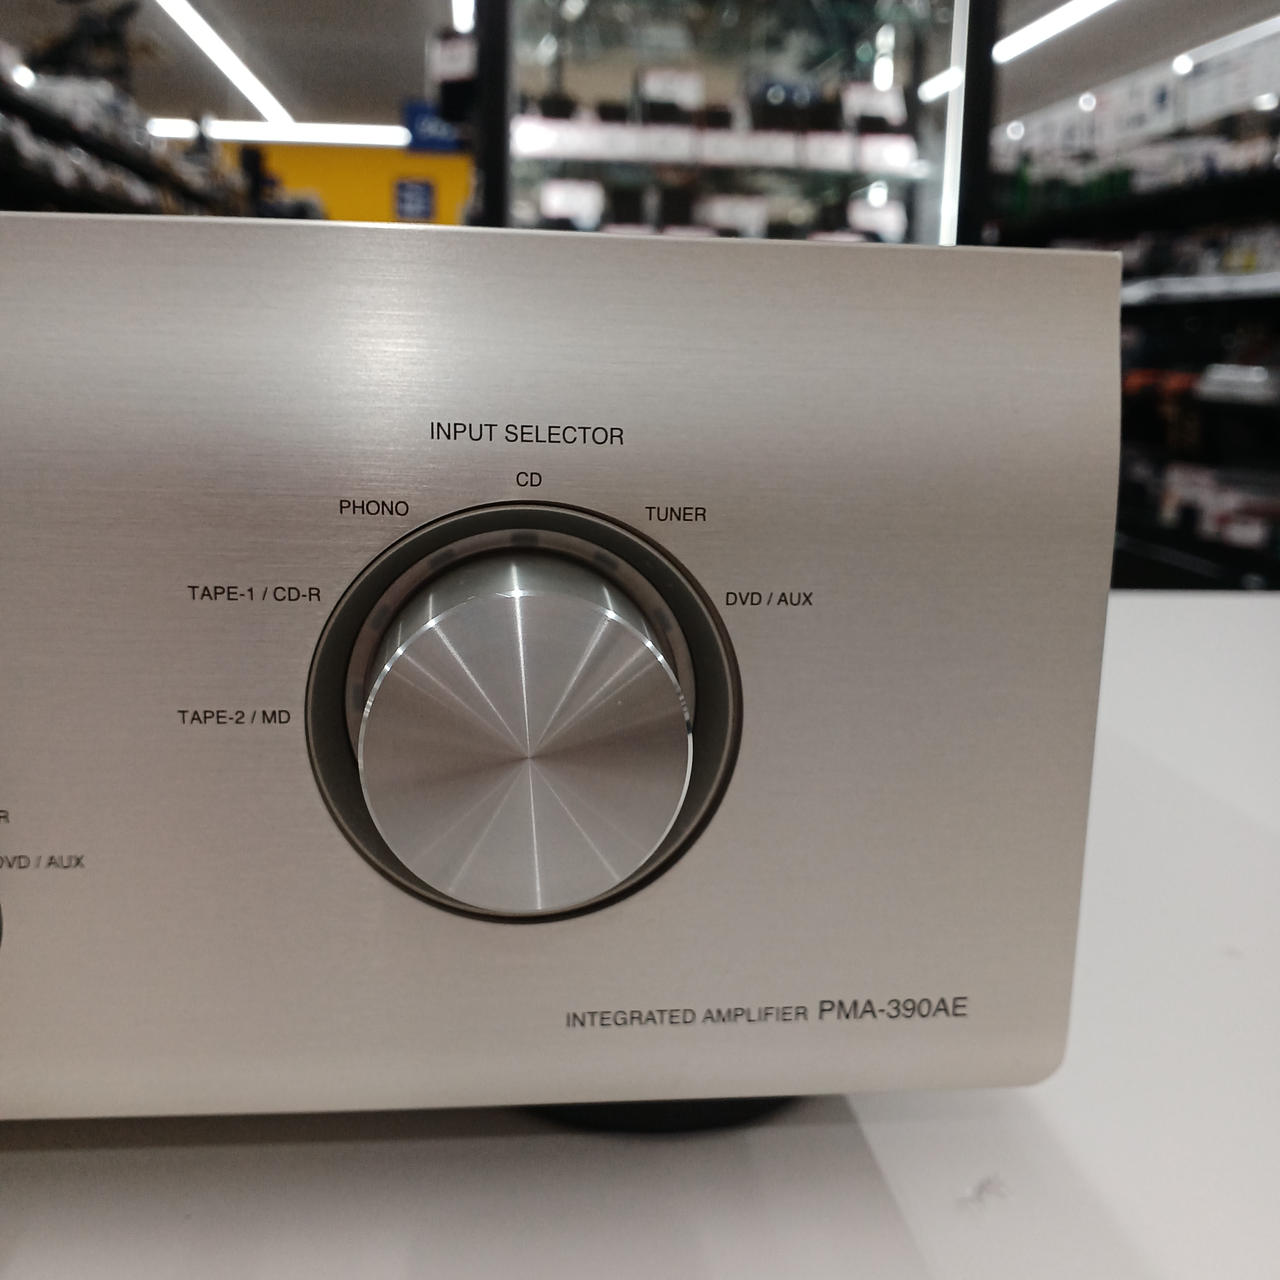 INPUT SELECTOR
CD
PHONO
TUNER
TAPE-1 / CD-R
DVD / AUX
TAPE-2 / MD
R
DVD / AUX
INTEGRATED AMPLIFIER PMA-390AE